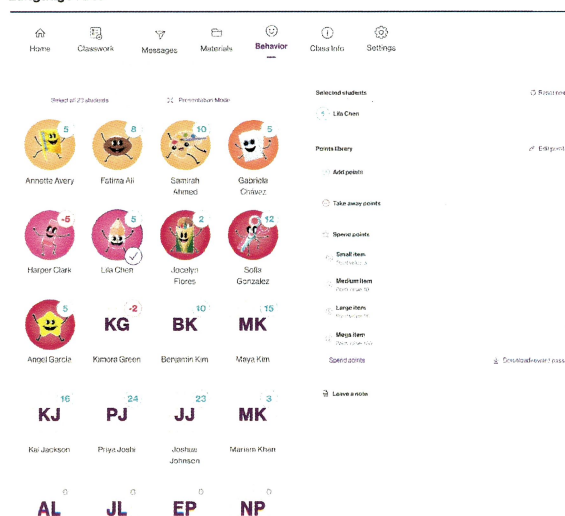 Home Classwork Messages Materials Behavior Class Info Settings
Select all Presentation Mode
Selected students
Lila Chen
Points library
Add points
Take away points
Spend points
Small item
Medium item
Large item
Mega item
Spend points
Leave a note
5 8 10 5
Annette Avery Fatima Ali Samirah Ahmed Gabriela Chavez
-5 5 2 12
Harper Clark Lila Chen Jocelyn Flores Sofia Gonzalez
5 -2 10 15
KG BK MK
Angel Garcia Kamora Green Benjamin Kim Maya Kim
16 24 23 3
KJ PJ JJ MK
Kai Jackson Priya Joshi Joshua Johnson Mariam Khan
0 0 0 0
AL JL EP NP